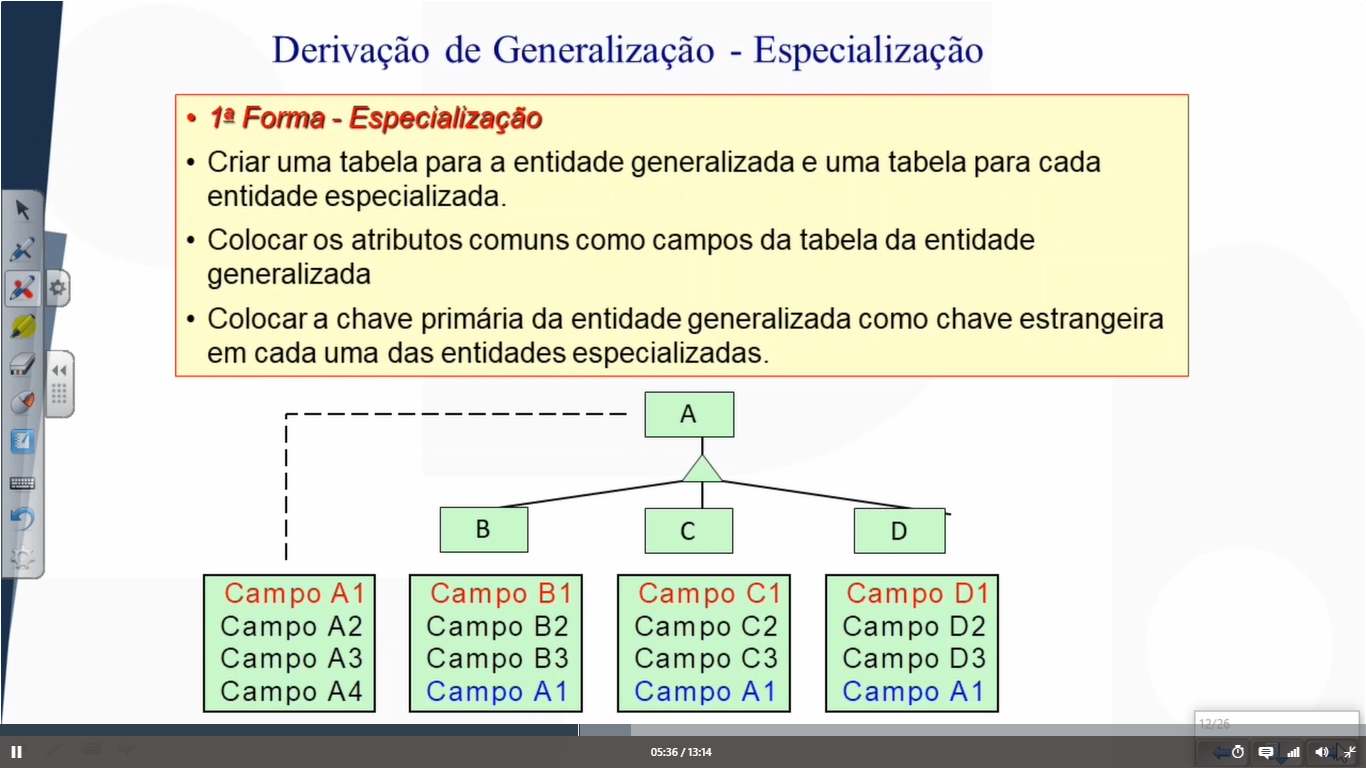 Derivação de Generalização - Especialização
• 1ª Forma - Especialização
• Criar uma tabela para a entidade generalizada e uma tabela para cada
entidade especializada.
• Colocar os atributos comuns como campos da tabela da entidade
generalizada
• Colocar a chave primária da entidade generalizada como chave estrangeira
em cada uma das entidades especializadas.
A
B
C
D
Campo A1
Campo A2
Campo A3
Campo A4
Campo B1
Campo B2
Campo B3
Campo A1
Campo C1
Campo C2
Campo C3
Campo A1
Campo D1
Campo D2
Campo D3
Campo A1
12/26
05:36 / 13:14